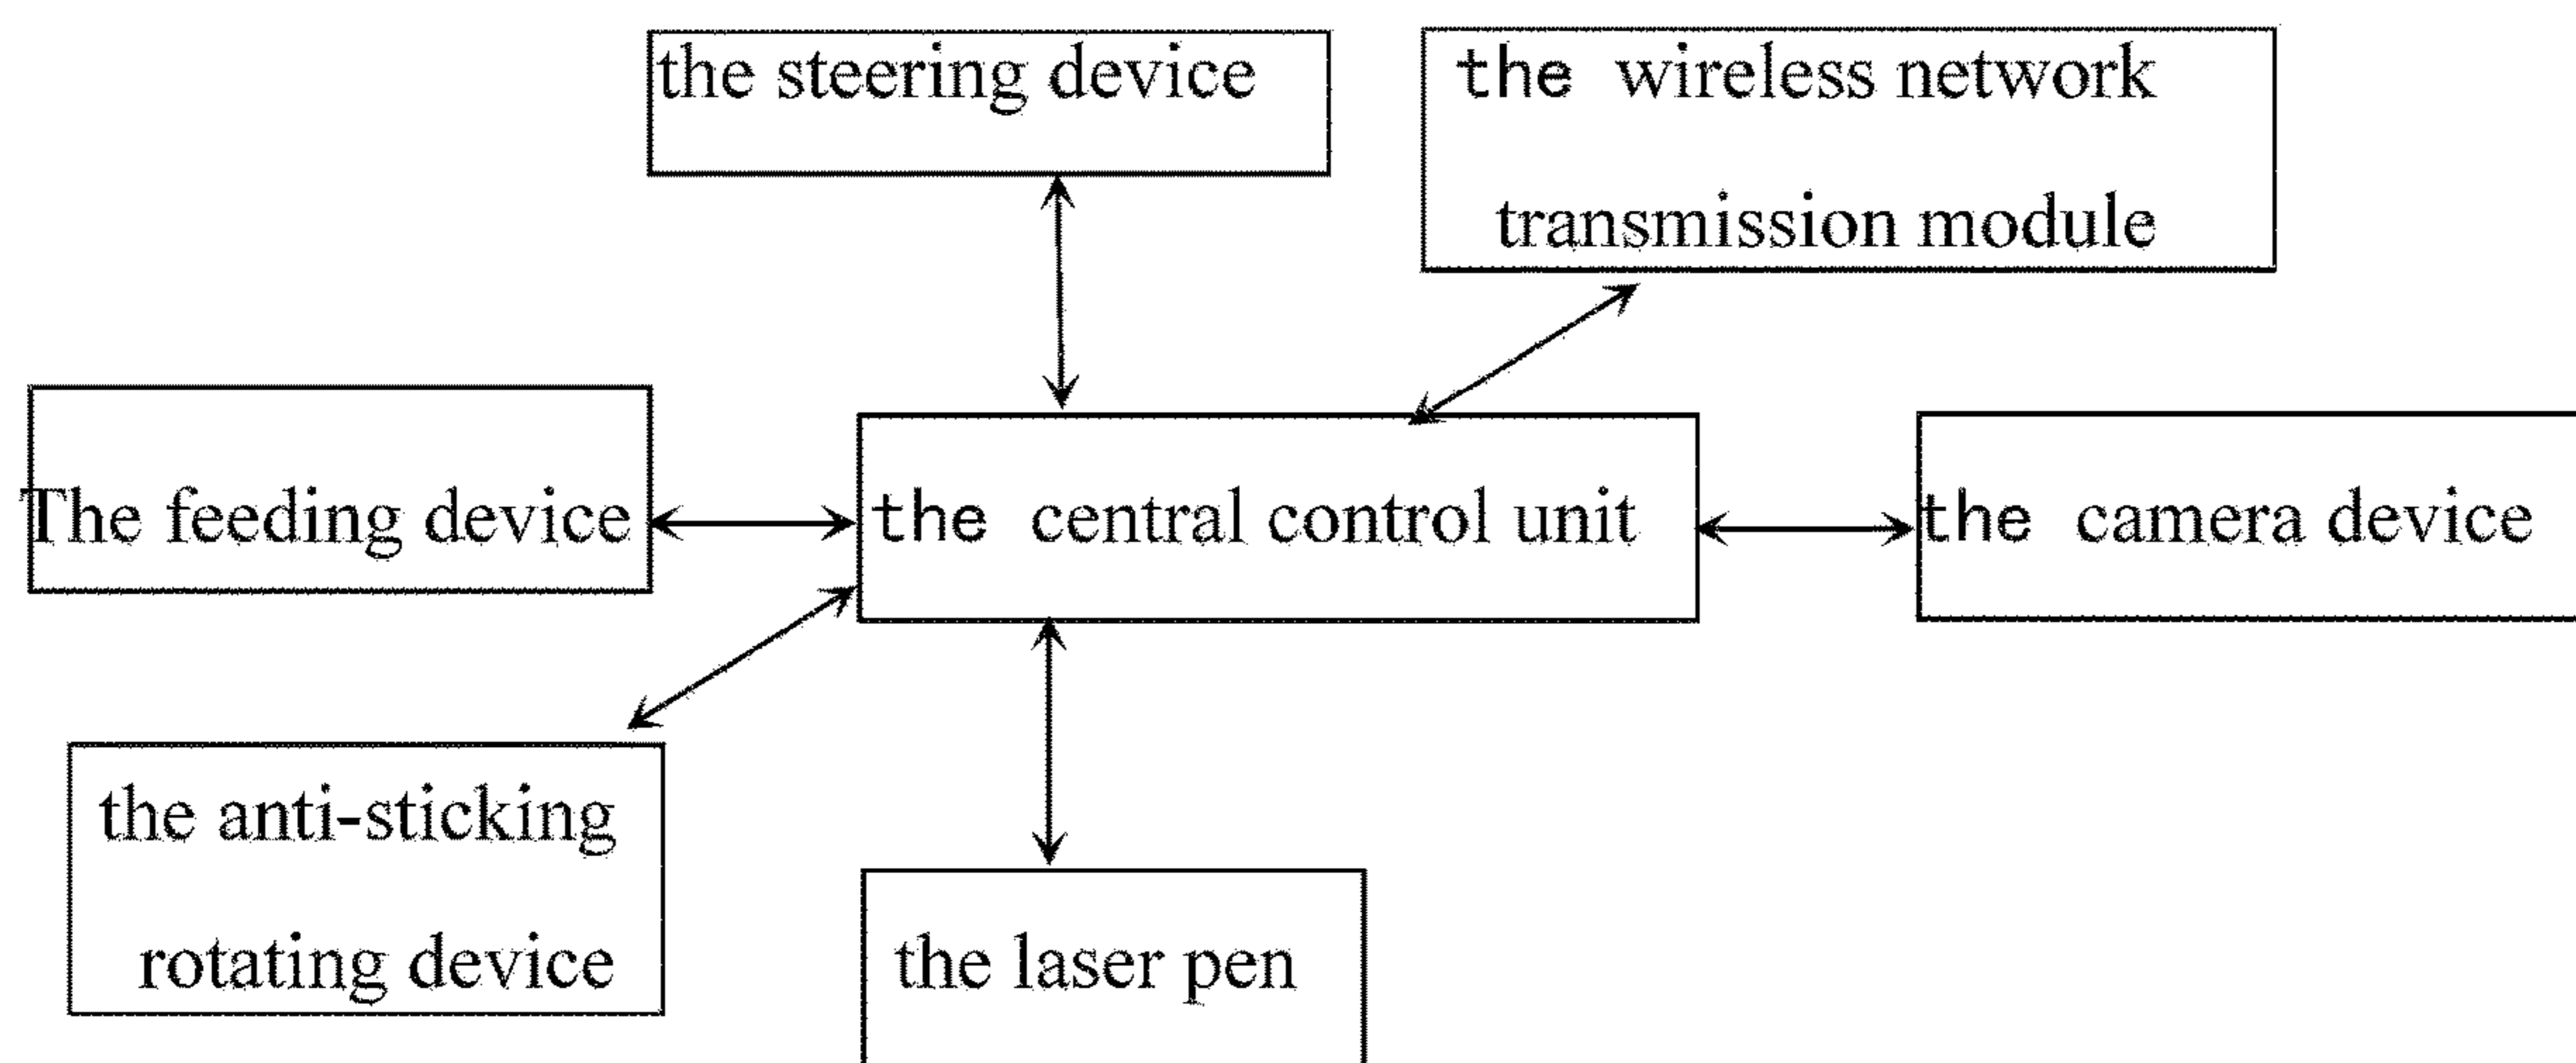 the steering device
the wireless network
transmission module
The feeding device
the central control unit
the camera device
the anti-sticking
rotating device
the laser pen